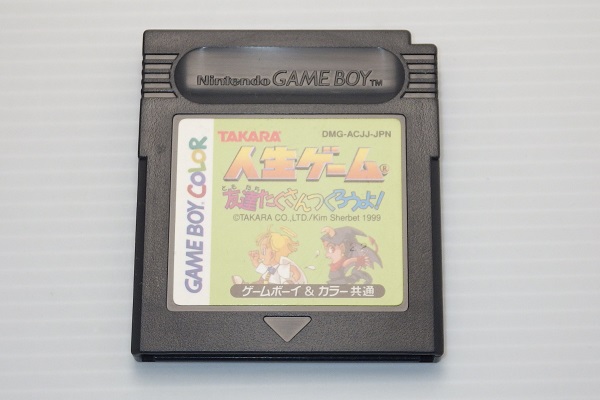 Nintendo GAME BOY TM
TAKARA
DMG-ACJJ-JPN
人生ゲーム
友達たくさんつくろうよ!
©TAKARA CO.,LTD./Kim Sherbet 1999
ゲームボーイ & カラー共通
GAME BOY COLOR